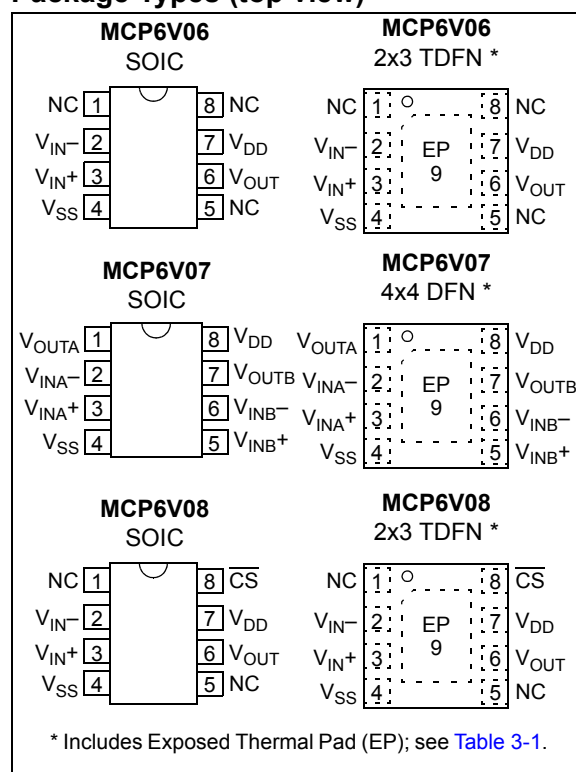 MCP6V06
SOIC
NC 1
8 NC
VIN– 2
7 VDD
VIN+ 3
6 VOUT
VSS 4
5 NC
MCP6V06
2x3 TDFN *
NC 1
8 NC
VIN– 2
7 VDD
EP
9
VIN+ 3
6 VOUT
VSS 4
5 NC
MCP6V07
SOIC
VOUTA 1
8 VDD
VINA– 2
7 VOUTB
VINA+ 3
6 VINB–
VSS 4
5 VINB+
MCP6V07
4x4 DFN *
VOUTA 1
8 VDD
VINA– 2
7 VOUTB
EP
9
VINA+ 3
6 VINB–
VSS 4
5 VINB+
MCP6V08
SOIC
NC 1
8 CS
VIN– 2
7 VDD
VIN+ 3
6 VOUT
VSS 4
5 NC
MCP6V08
2x3 TDFN *
NC 1
8 CS
VIN– 2
7 VDD
EP
9
VIN+ 3
6 VOUT
VSS 4
5 NC
* Includes Exposed Thermal Pad (EP); see Table 3-1.